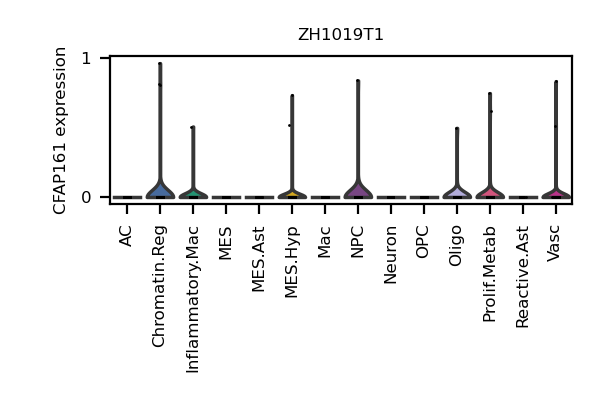 ZH1019T1
CFAP161 expression
1
0
AC
Chromatin.Reg
Inflammatory.Mac
MES
MES.Ast
MES.Hyp
Mac
NPC
Neuron
OPC
Oligo
Prolif.Metab
Reactive.Ast
Vasc